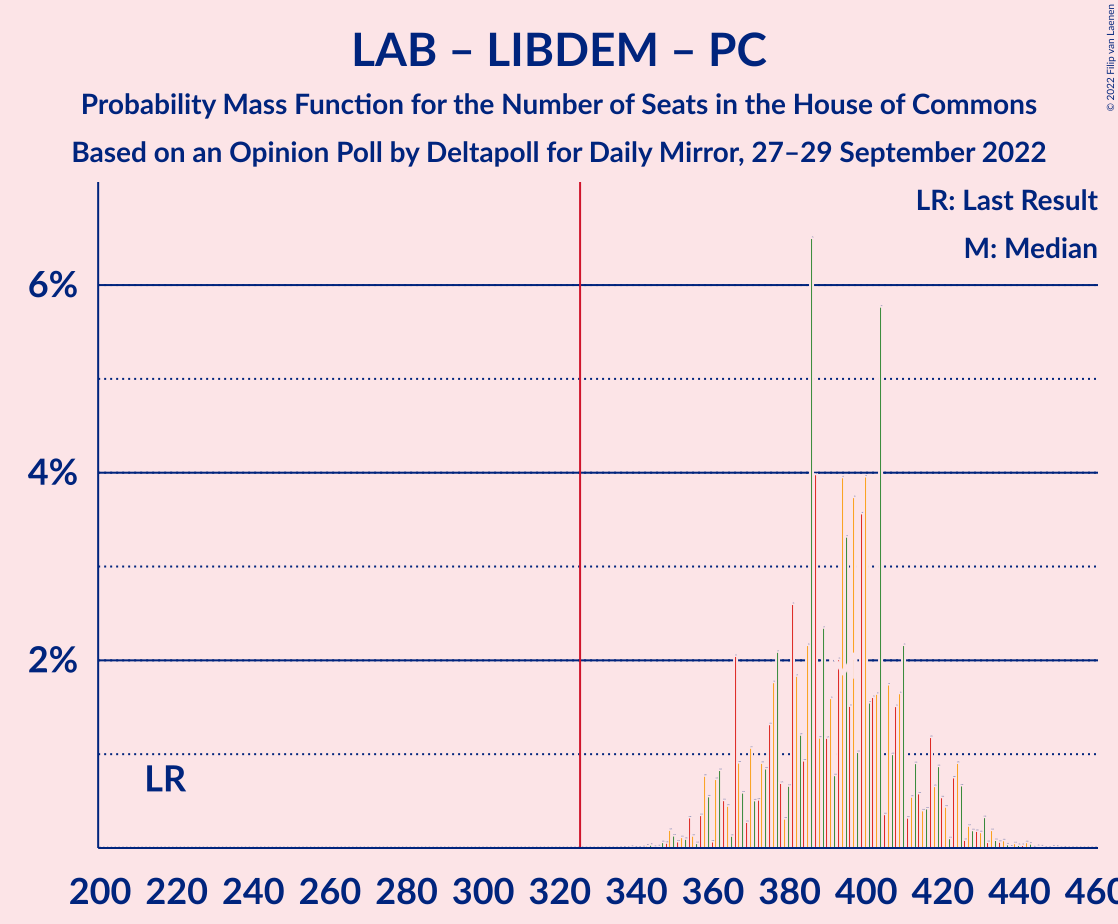 LAB – LIBDEM – PC
Probability Mass Function for the Number of Seats in the House of Commons
Based on an Opinion Poll by Deltapoll for Daily Mirror, 27–29 September 2022
© 2022 Filip van Laenen
LR: Last Result
M: Median
6%
4%
2%
LR
200 220 240 260 280 300 320 340 360 380 400 420 440 460